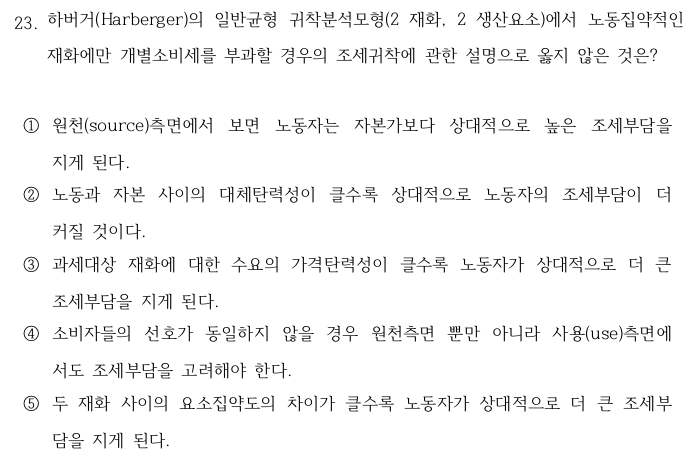 23. 하버거(Harberger)의 일반균형 귀착분석모형(2 재화, 2 생산요소)에서 노동집약적인
재화에만 개별소비세를 부과할 경우의 조세귀착에 관한 설명으로 옳지 않은 것은?
① 원천(source)측면에서 보면 노동자는 자본가보다 상대적으로 높은 조세부담을
지게 된다.
② 노동과 자본 사이의 대체탄력성이 클수록 상대적으로 노동자의 조세부담이 더
커질 것이다.
③ 과세대상 재화에 대한 수요의 가격탄력성이 클수록 노동자가 상대적으로 더 큰
조세부담을 지게 된다.
④ 소비자들의 선호가 동일하지 않을 경우 원천측면 뿐만 아니라 사용(use)측면에
서도 조세부담을 고려해야 한다.
⑤ 두 재화 사이의 요소집약도의 차이가 클수록 노동자가 상대적으로 더 큰 조세부
담을 지게 된다.